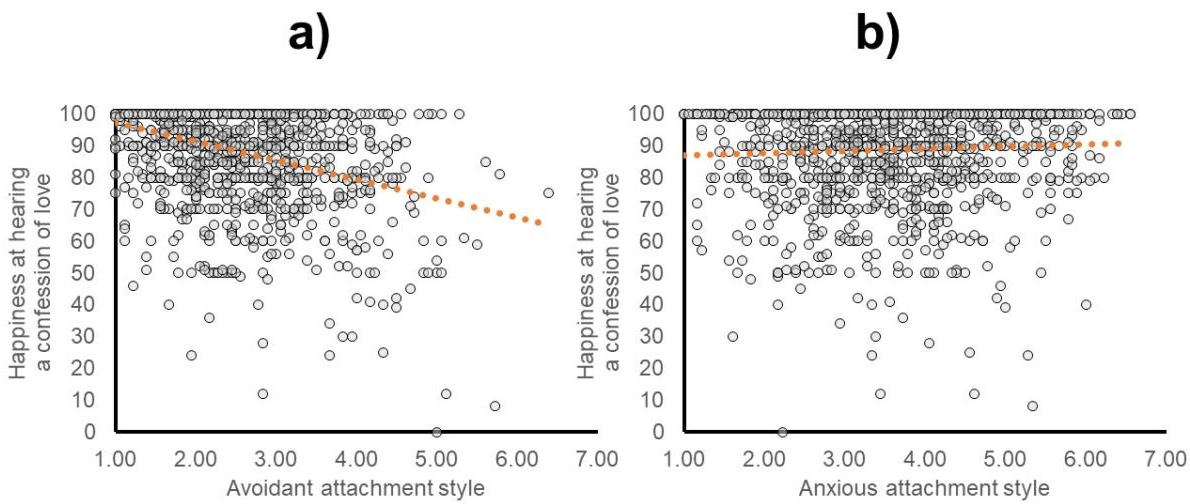 a)
b)
Happiness at hearing
a confession of love
100
90
80
70
60
50
40
30
20
10
0
1.00 2.00 3.00 4.00 5.00 6.00 7.00
Avoidant attachment style
Happiness at hearing
a confession of love
100
90
80
70
60
50
40
30
20
10
0
1.00 2.00 3.00 4.00 5.00 6.00 7.00
Anxious attachment style